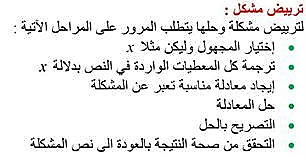 تربيض مشكل :
لتربيض مشكلة وحلها يتطلب المرور على المراحل الآتية :
• إختيار المجهول وليكن مثلا x
• ترجمة كل المعطيات الواردة في النص بدلالة x.
• إيجاد معادلة مناسبة تعبر عن المشكلة
• حل المعادلة
• التصريح بالحل
• التحقق من صحة النتيجة بالعودة الى نص المشكلة